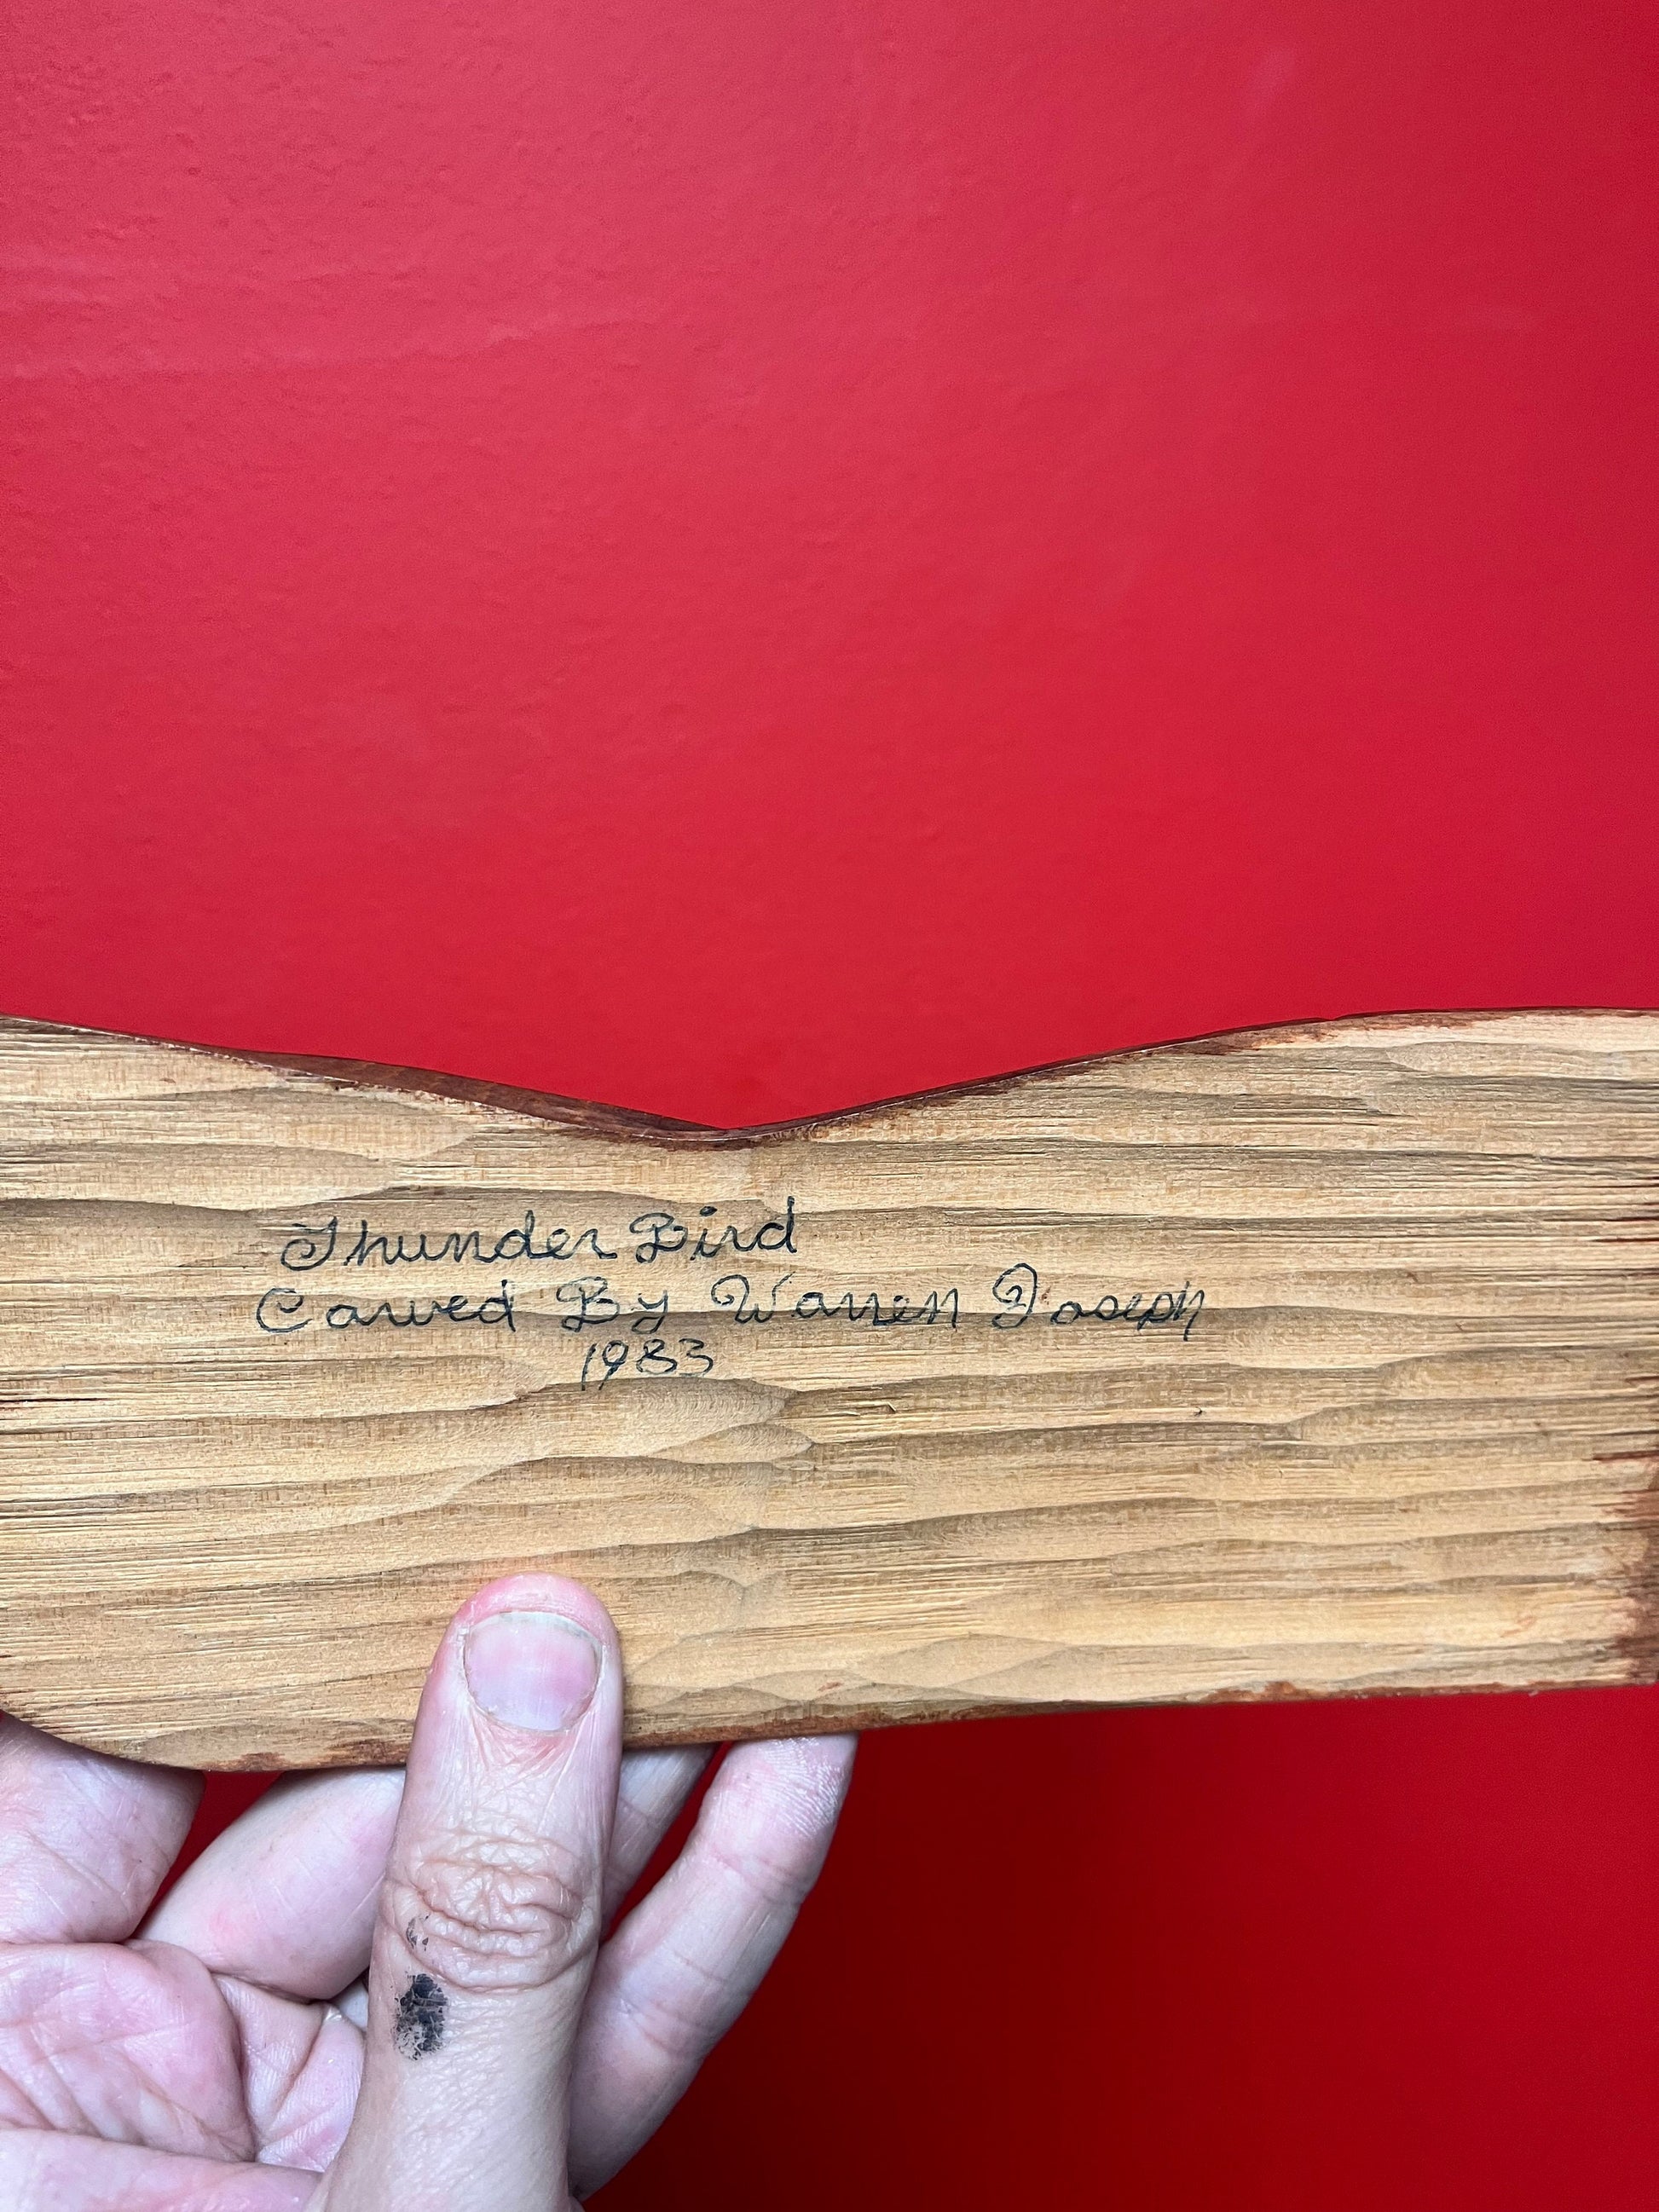 Thunder Bird
Carved By Warren Joseph
1983